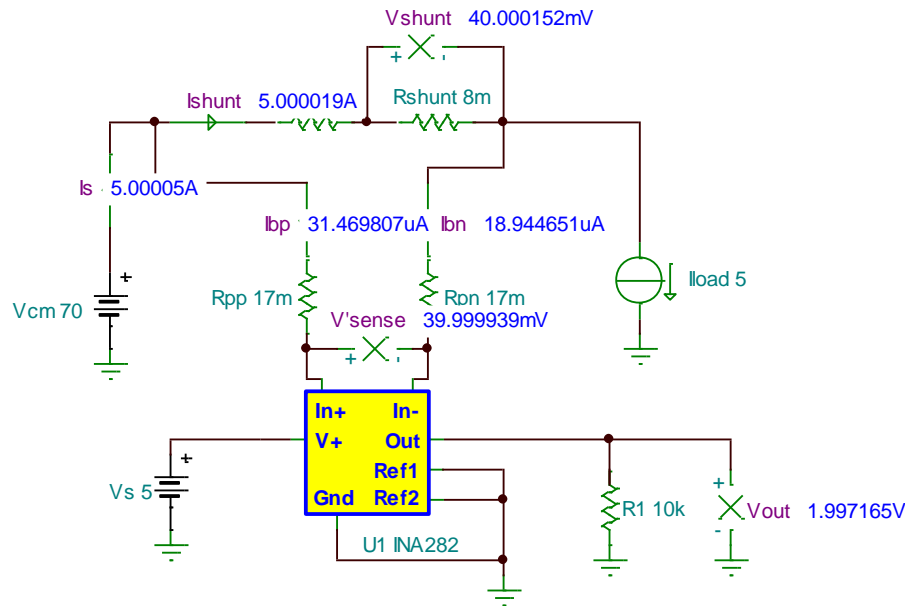 Vshunt 40.000152mV
+ -
Ishunt 5.000019A
Rshunt 8m
Is 5.00005A
Ibp 31.469807uA
Ibn 18.944651uA
+
Vcm 70
Rpp 17m
Rpn 17m
Iload 5
V'sense 39.999939mV
+ -
In+ In-
V+ Out
Ref1
Gnd Ref2
+
Vs 5
U1 INA282
R1 10k
+
Vout 1.997165V
-